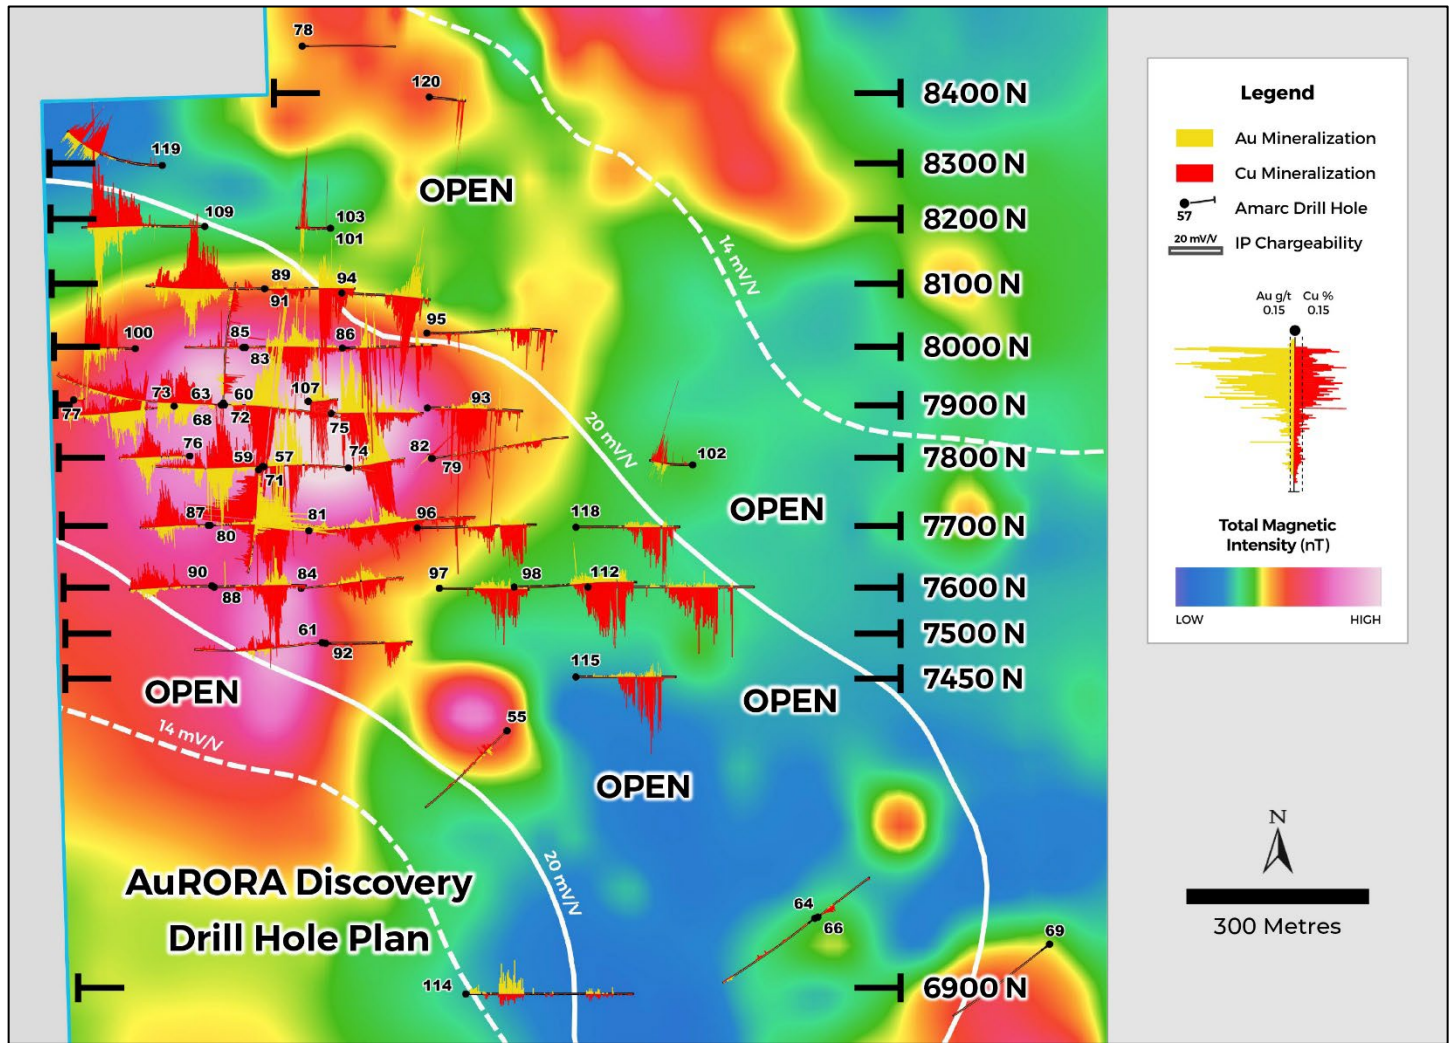 78
120
8400 N
119
8300 N
OPEN
109
103
101
8200 N
14 mV/V
89
91
94
8100 N
95
100
85
83
86
8000 N
107
73
63
60
93
77
68
72
75
7900 N
20 mV/V
76
59
57
71
74
82
79
102
7800 N
OPEN
87
80
81
96
118
7700 N
90
88
84
97
98
112
7600 N
61
92
7500 N
115
7450 N
OPEN
OPEN
14 mV/V
55
OPEN
20 mV/V
AuRORA Discovery
Drill Hole Plan
64
66
69
114
6900 N
Legend
Au Mineralization
Cu Mineralization
57
Amarc Drill Hole
20 mV/V
IP Chargeability
Au g/t Cu %
0.15 0.15
Total Magnetic
Intensity (nT)
LOW HIGH
N
300 Metres